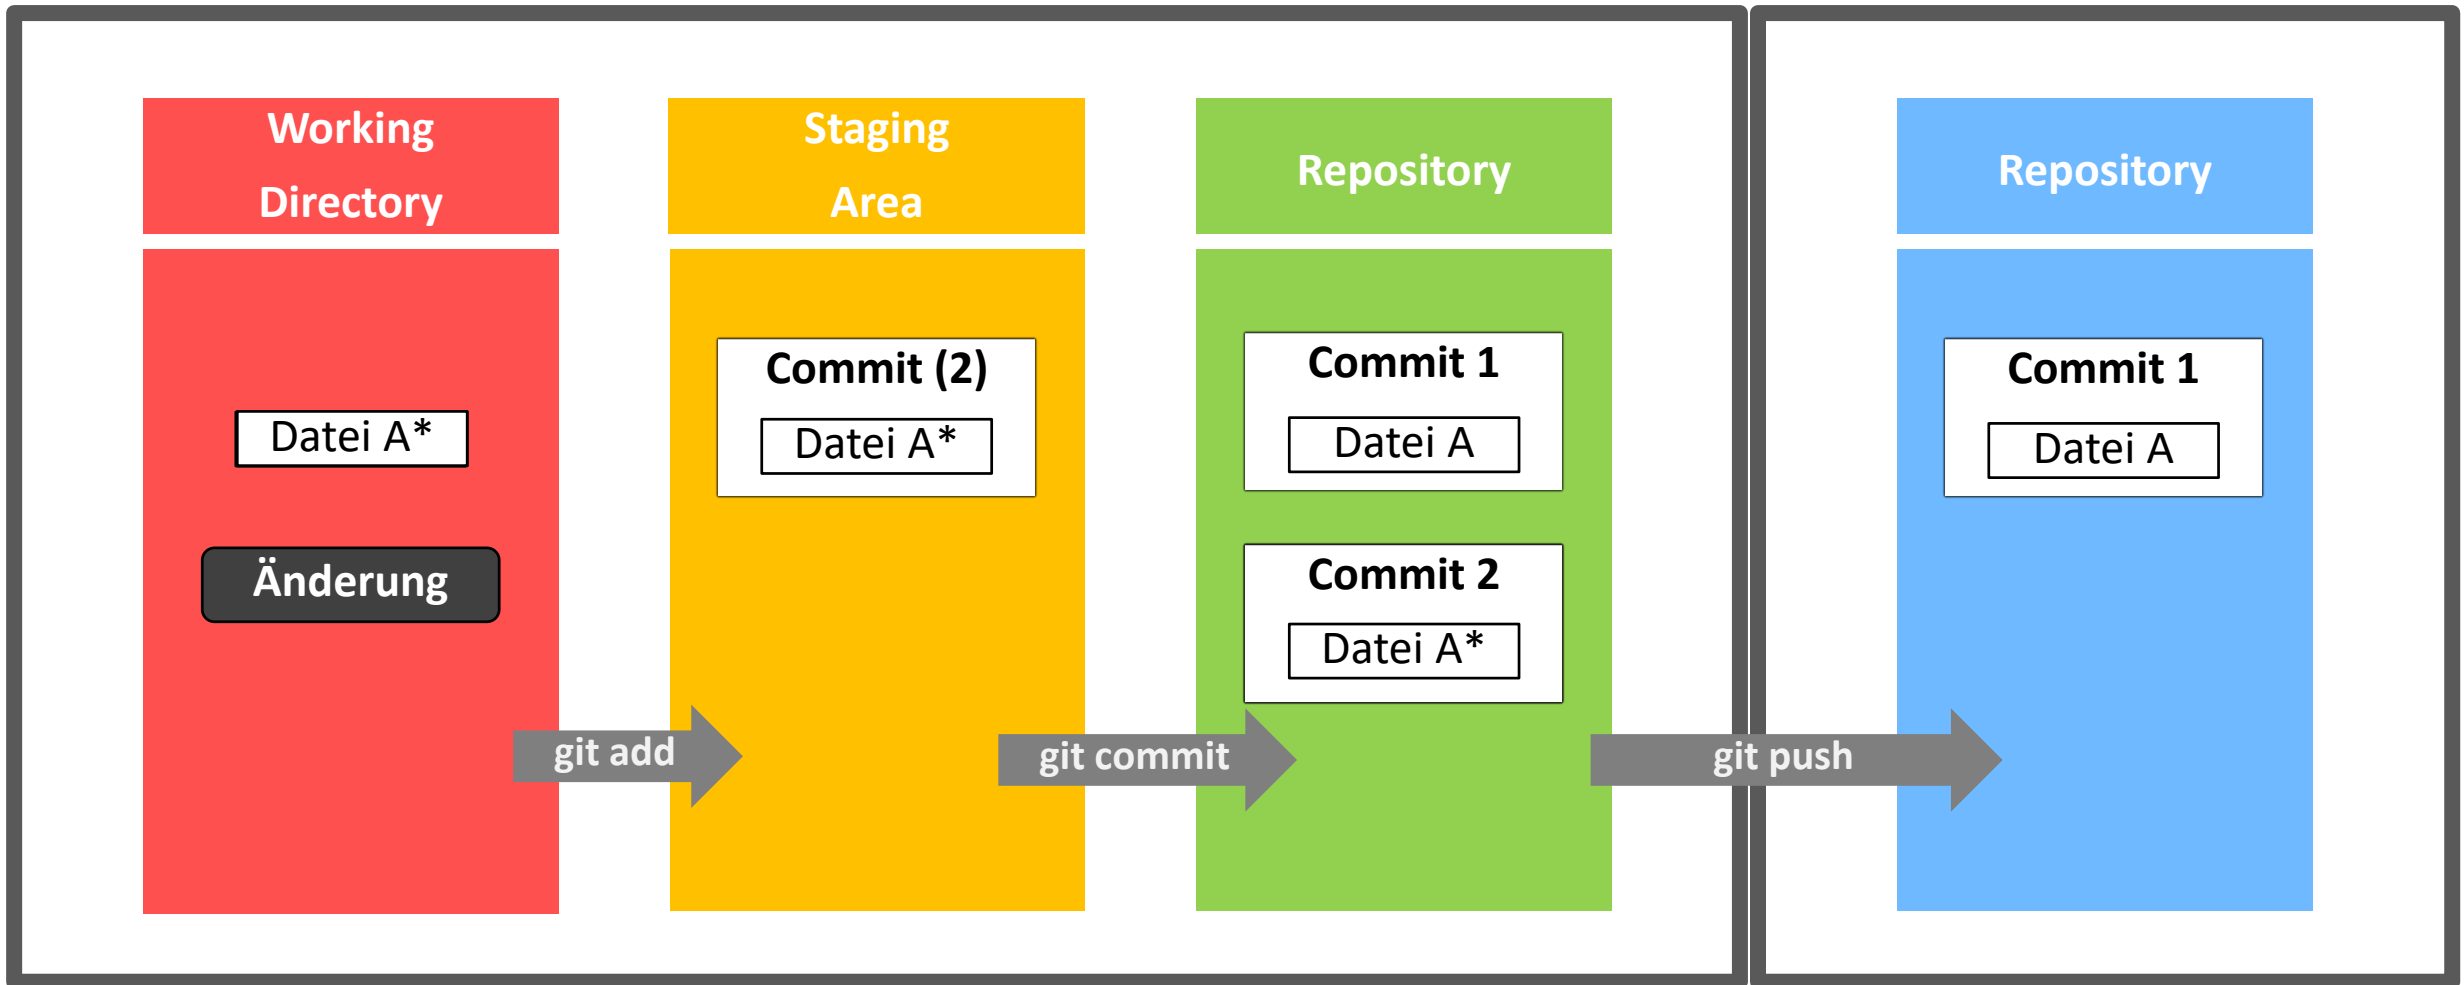 Working
Directory
Staging
Area
Repository
Repository
Datei A*
Änderung
Commit (2)
Datei A*
Commit 1
Datei A
Commit 2
Datei A*
Commit 1
Datei A
git add
git commit
git push